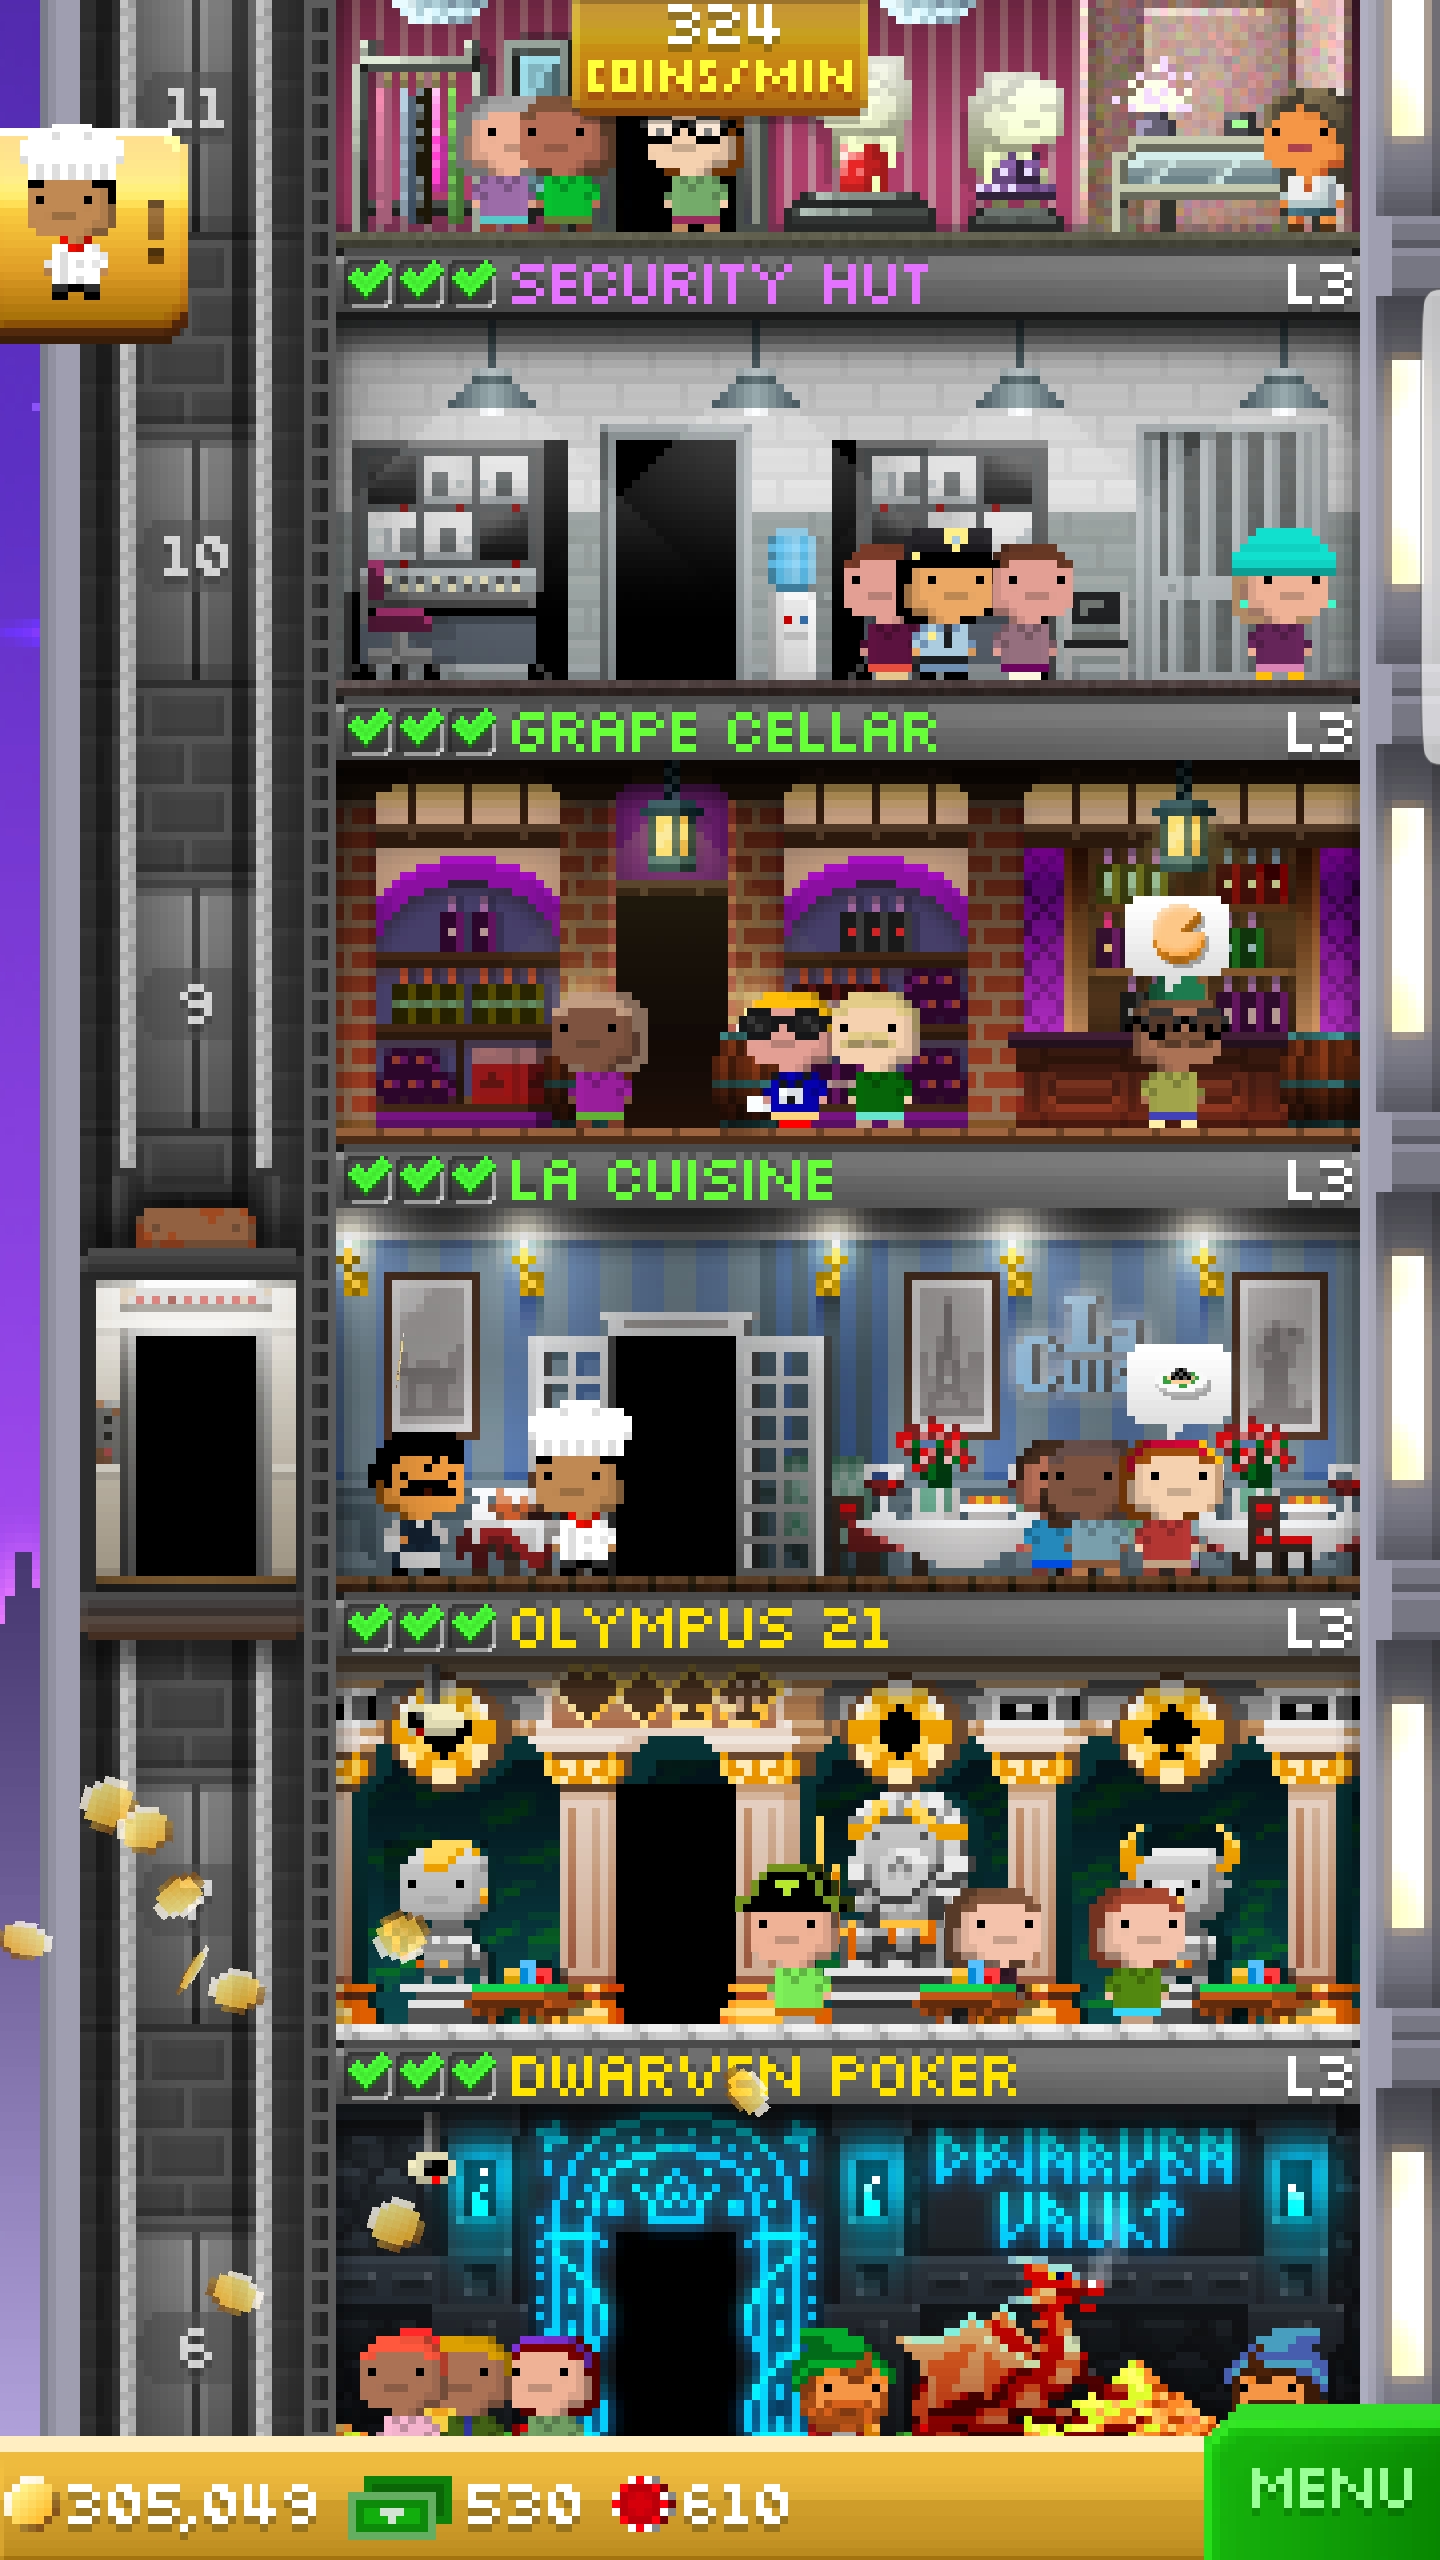 324
COINS/MIN
11
!
SECURITY HUT L3
10
GRAPE CELLAR L3
9
LA CUISINE L3
La
OLYMPUS 21 L3
DWARVEN POKER L3
DWARVEN
VAULT
6
305,049 530 610
MENU